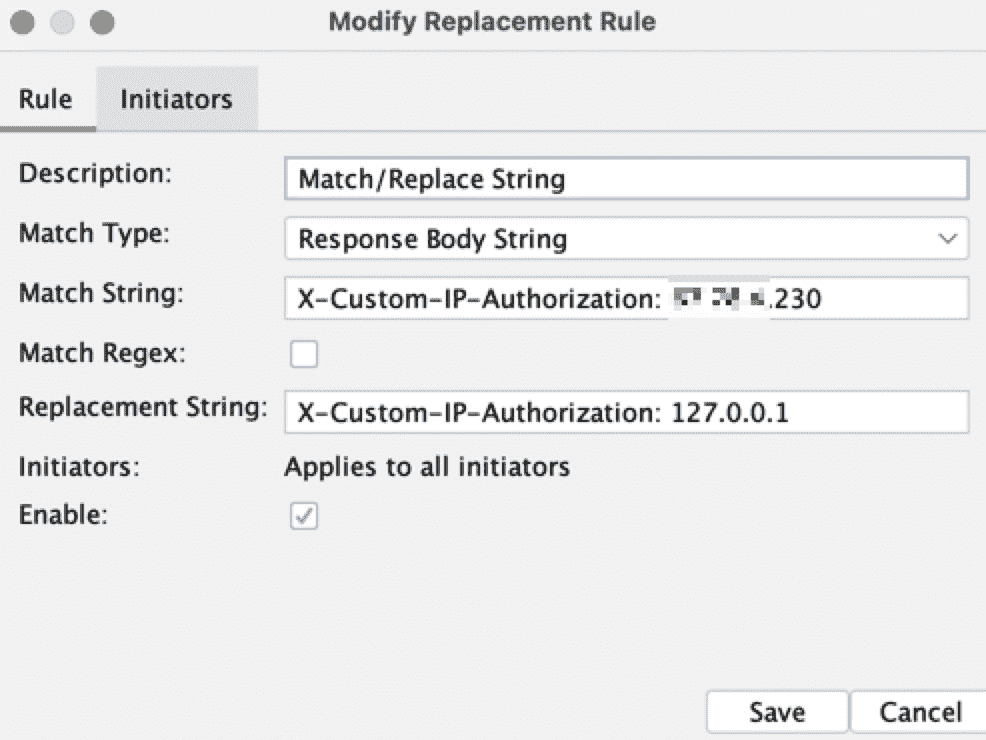 Modify Replacement Rule
Rule Initiators
Description: Match/Replace String
Match Type: Response Body String
Match String: X-Custom-IP-Authorization: .230
Match Regex:
Replacement String: X-Custom-IP-Authorization: 127.0.0.1
Initiators: Applies to all initiators
Enable:
Save Cancel